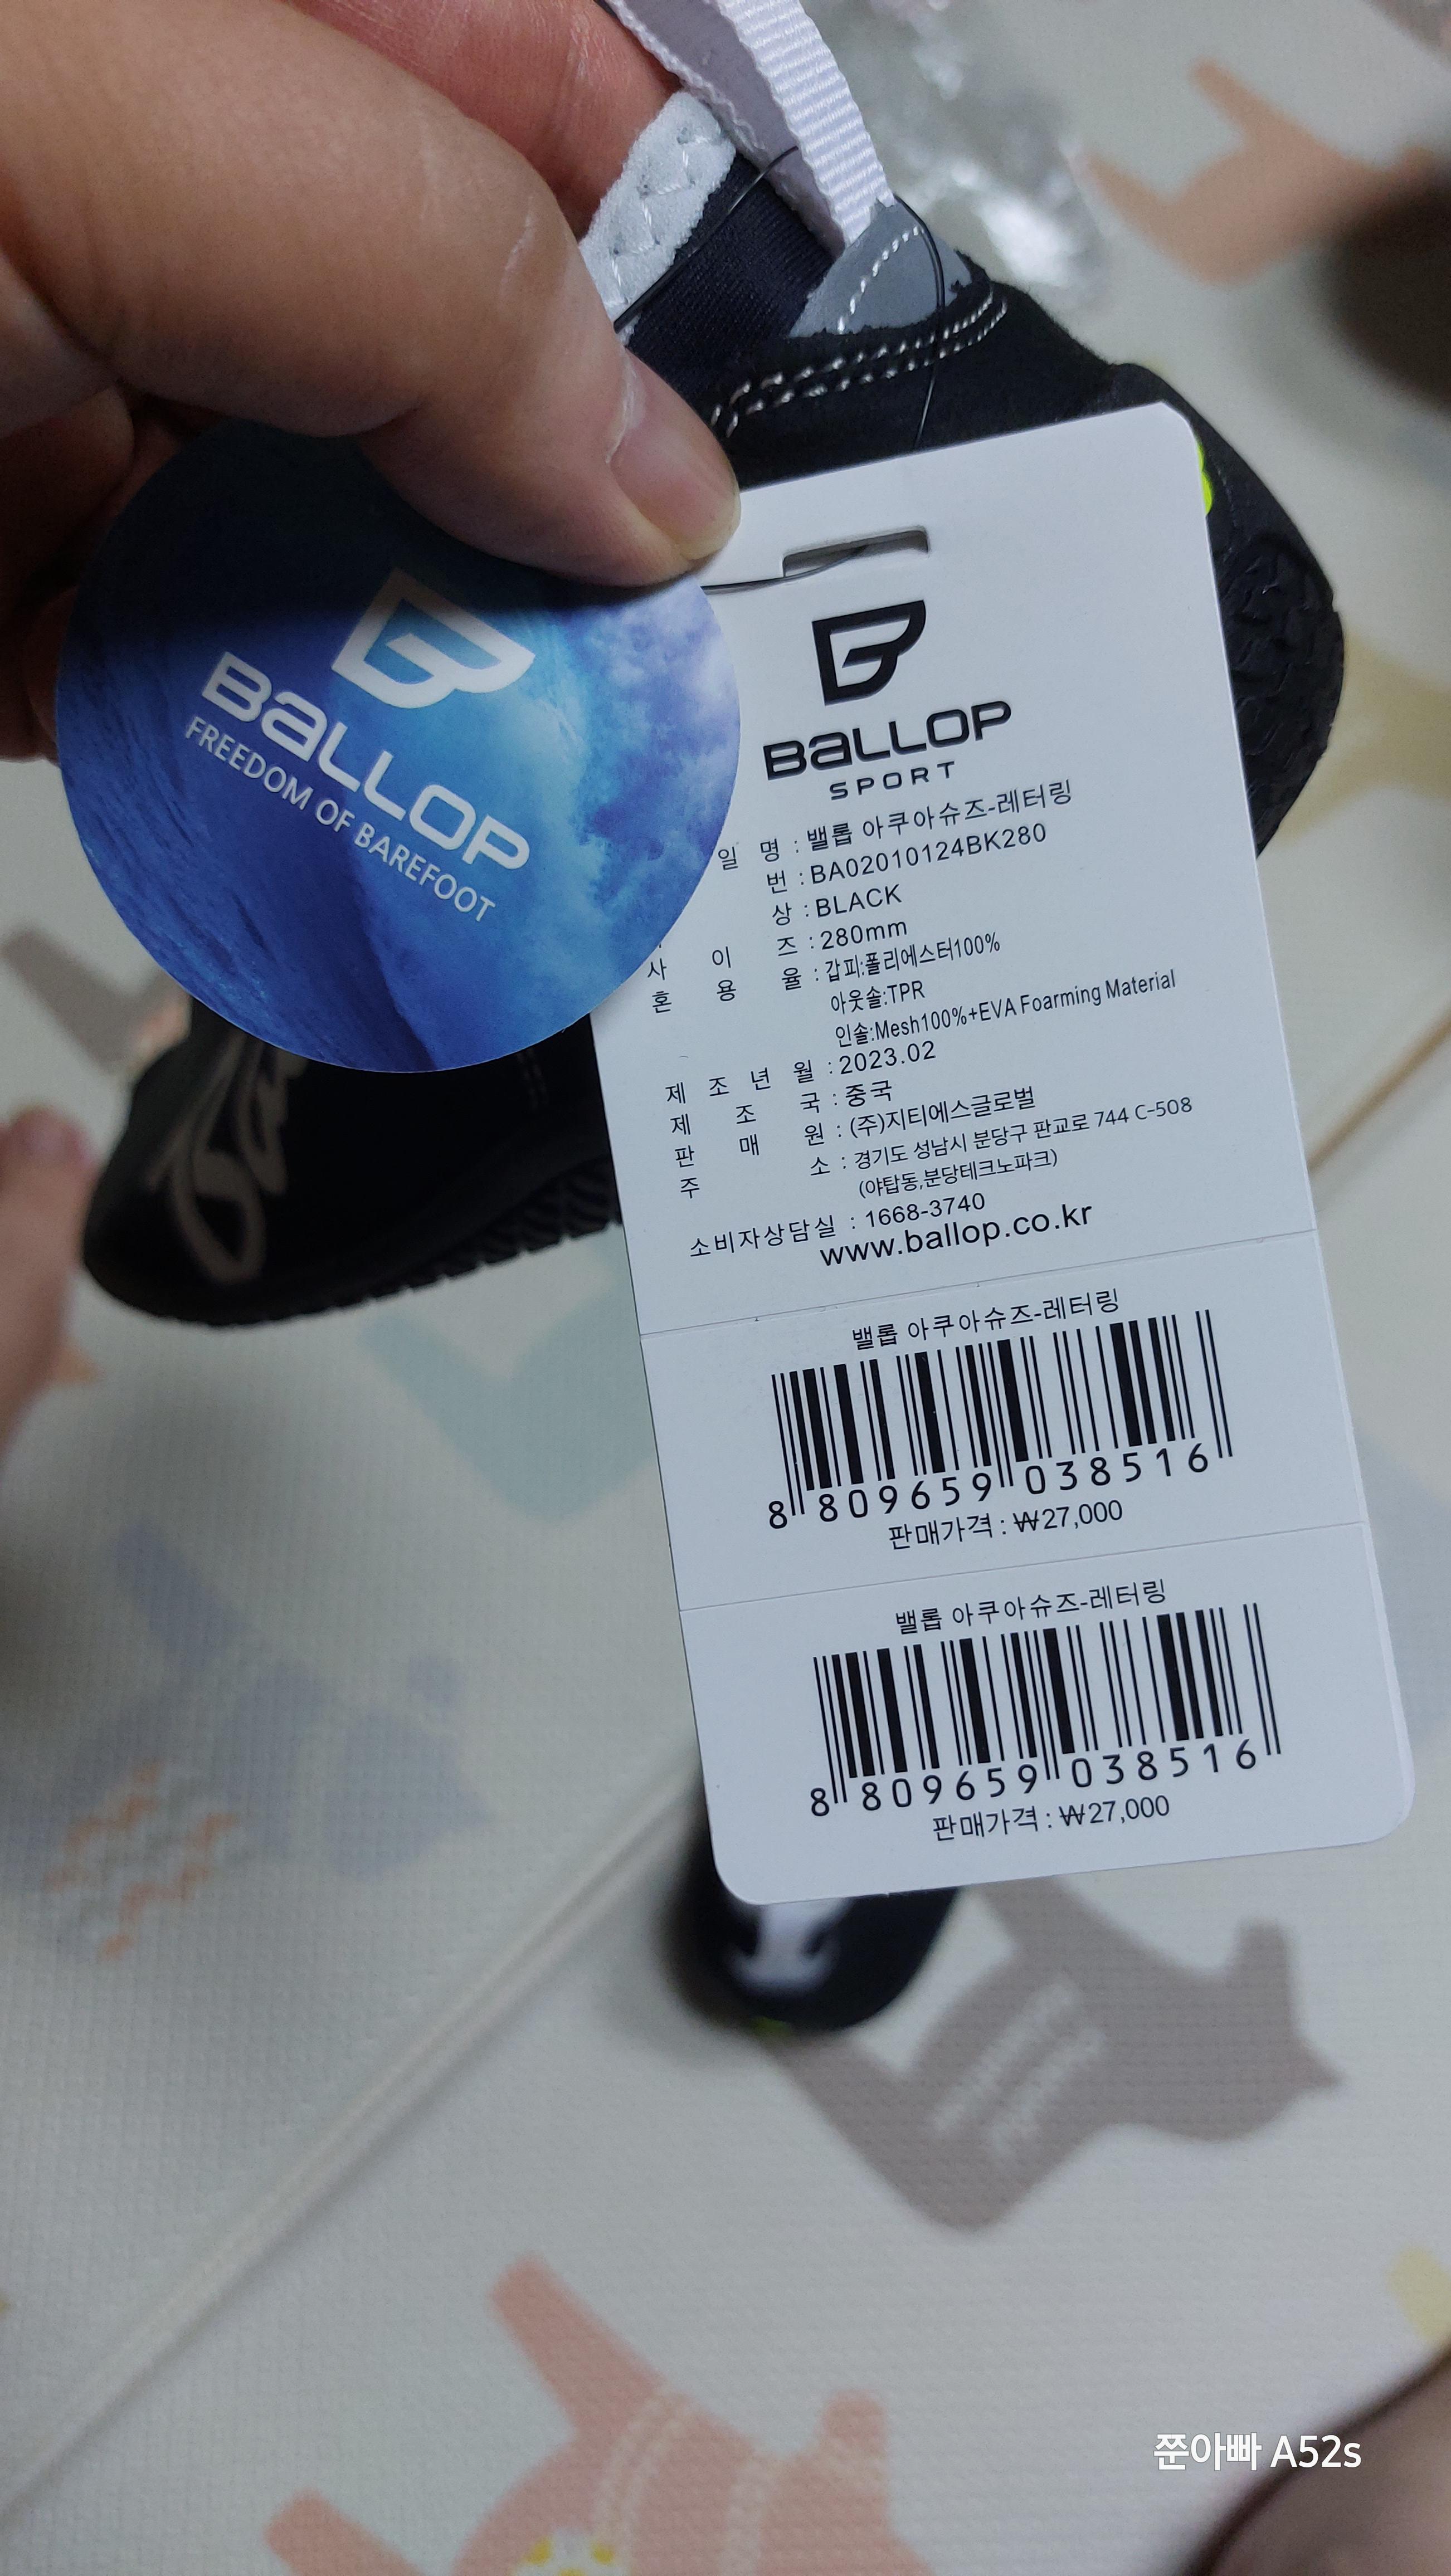 BALLOP
FREEDOM OF BAREFOOT
BALLOP
SPORT
일 명 : 밸롭 아쿠아슈즈-레터링
번 : BA02010124BK280
상 : BLACK
사 이 즈 : 280mm
혼 용 율 : 갑피:폴리에스터100%
아웃솔:TPR
인솔:Mesh100%+EVA Foarming Material
제 조 년 월 : 2023.02
제 조 국 : 중국
판 매 원 : (주)지티에스글로벌
주 소 : 경기도 성남시 분당구 판교로 744 C-508
(야탑동,분당테크노파크)
소비자상담실 : 1668-3740
www.ballop.co.kr
밸롭 아쿠아슈즈-레터링
8 809659 038516
판매가격 : ₩27,000
밸롭 아쿠아슈즈-레터링
8 809659 038516
판매가격 : ₩27,000
쭌아빠 A52s